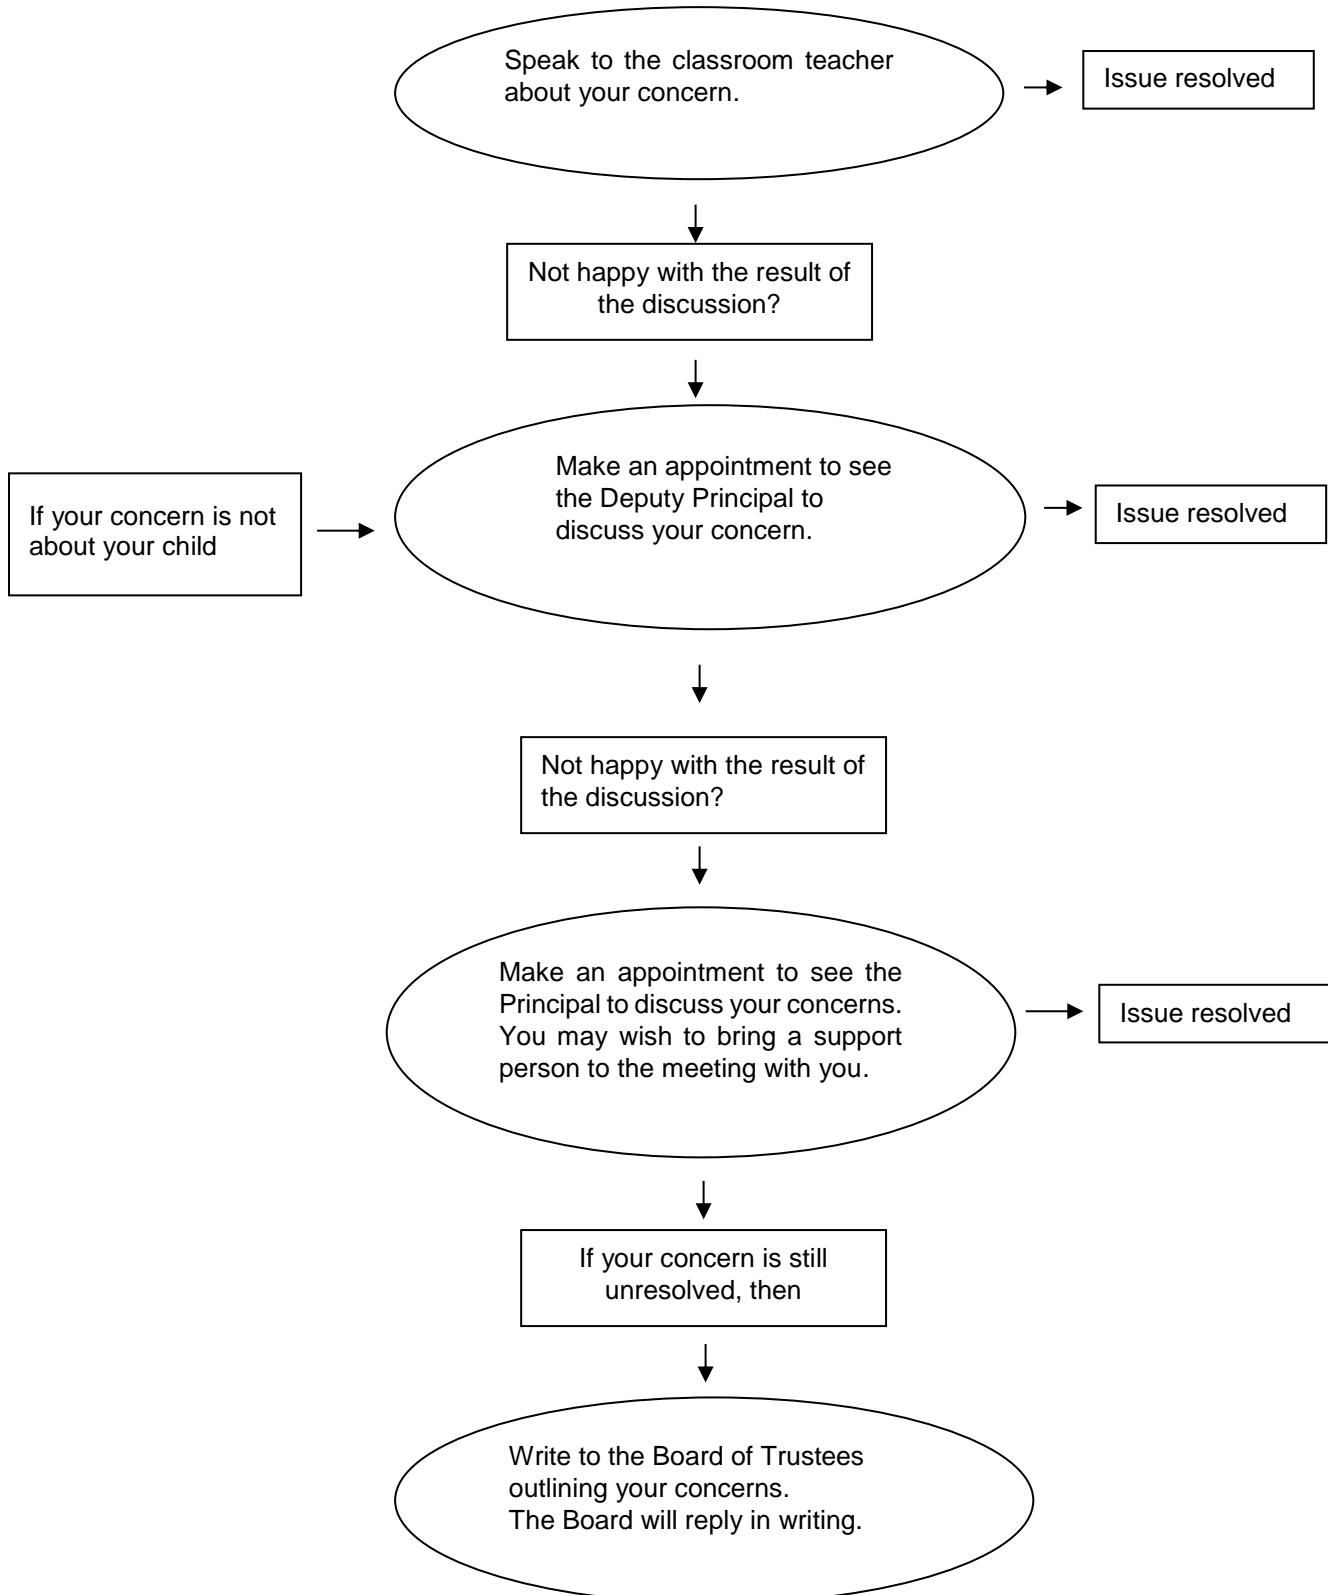 Speak to the classroom teacher
about your concern.
Issue resolved
Not happy with the result of
the discussion?
If your concern is not
about your child
Make an appointment to see
the Deputy Principal to
discuss your concern.
Issue resolved
Not happy with the result of
the discussion?
Make an appointment to see the
Principal to discuss your concerns.
You may wish to bring a support
person to the meeting with you.
Issue resolved
If your concern is still
unresolved, then
Write to the Board of Trustees
outlining your concerns.
The Board will reply in writing.